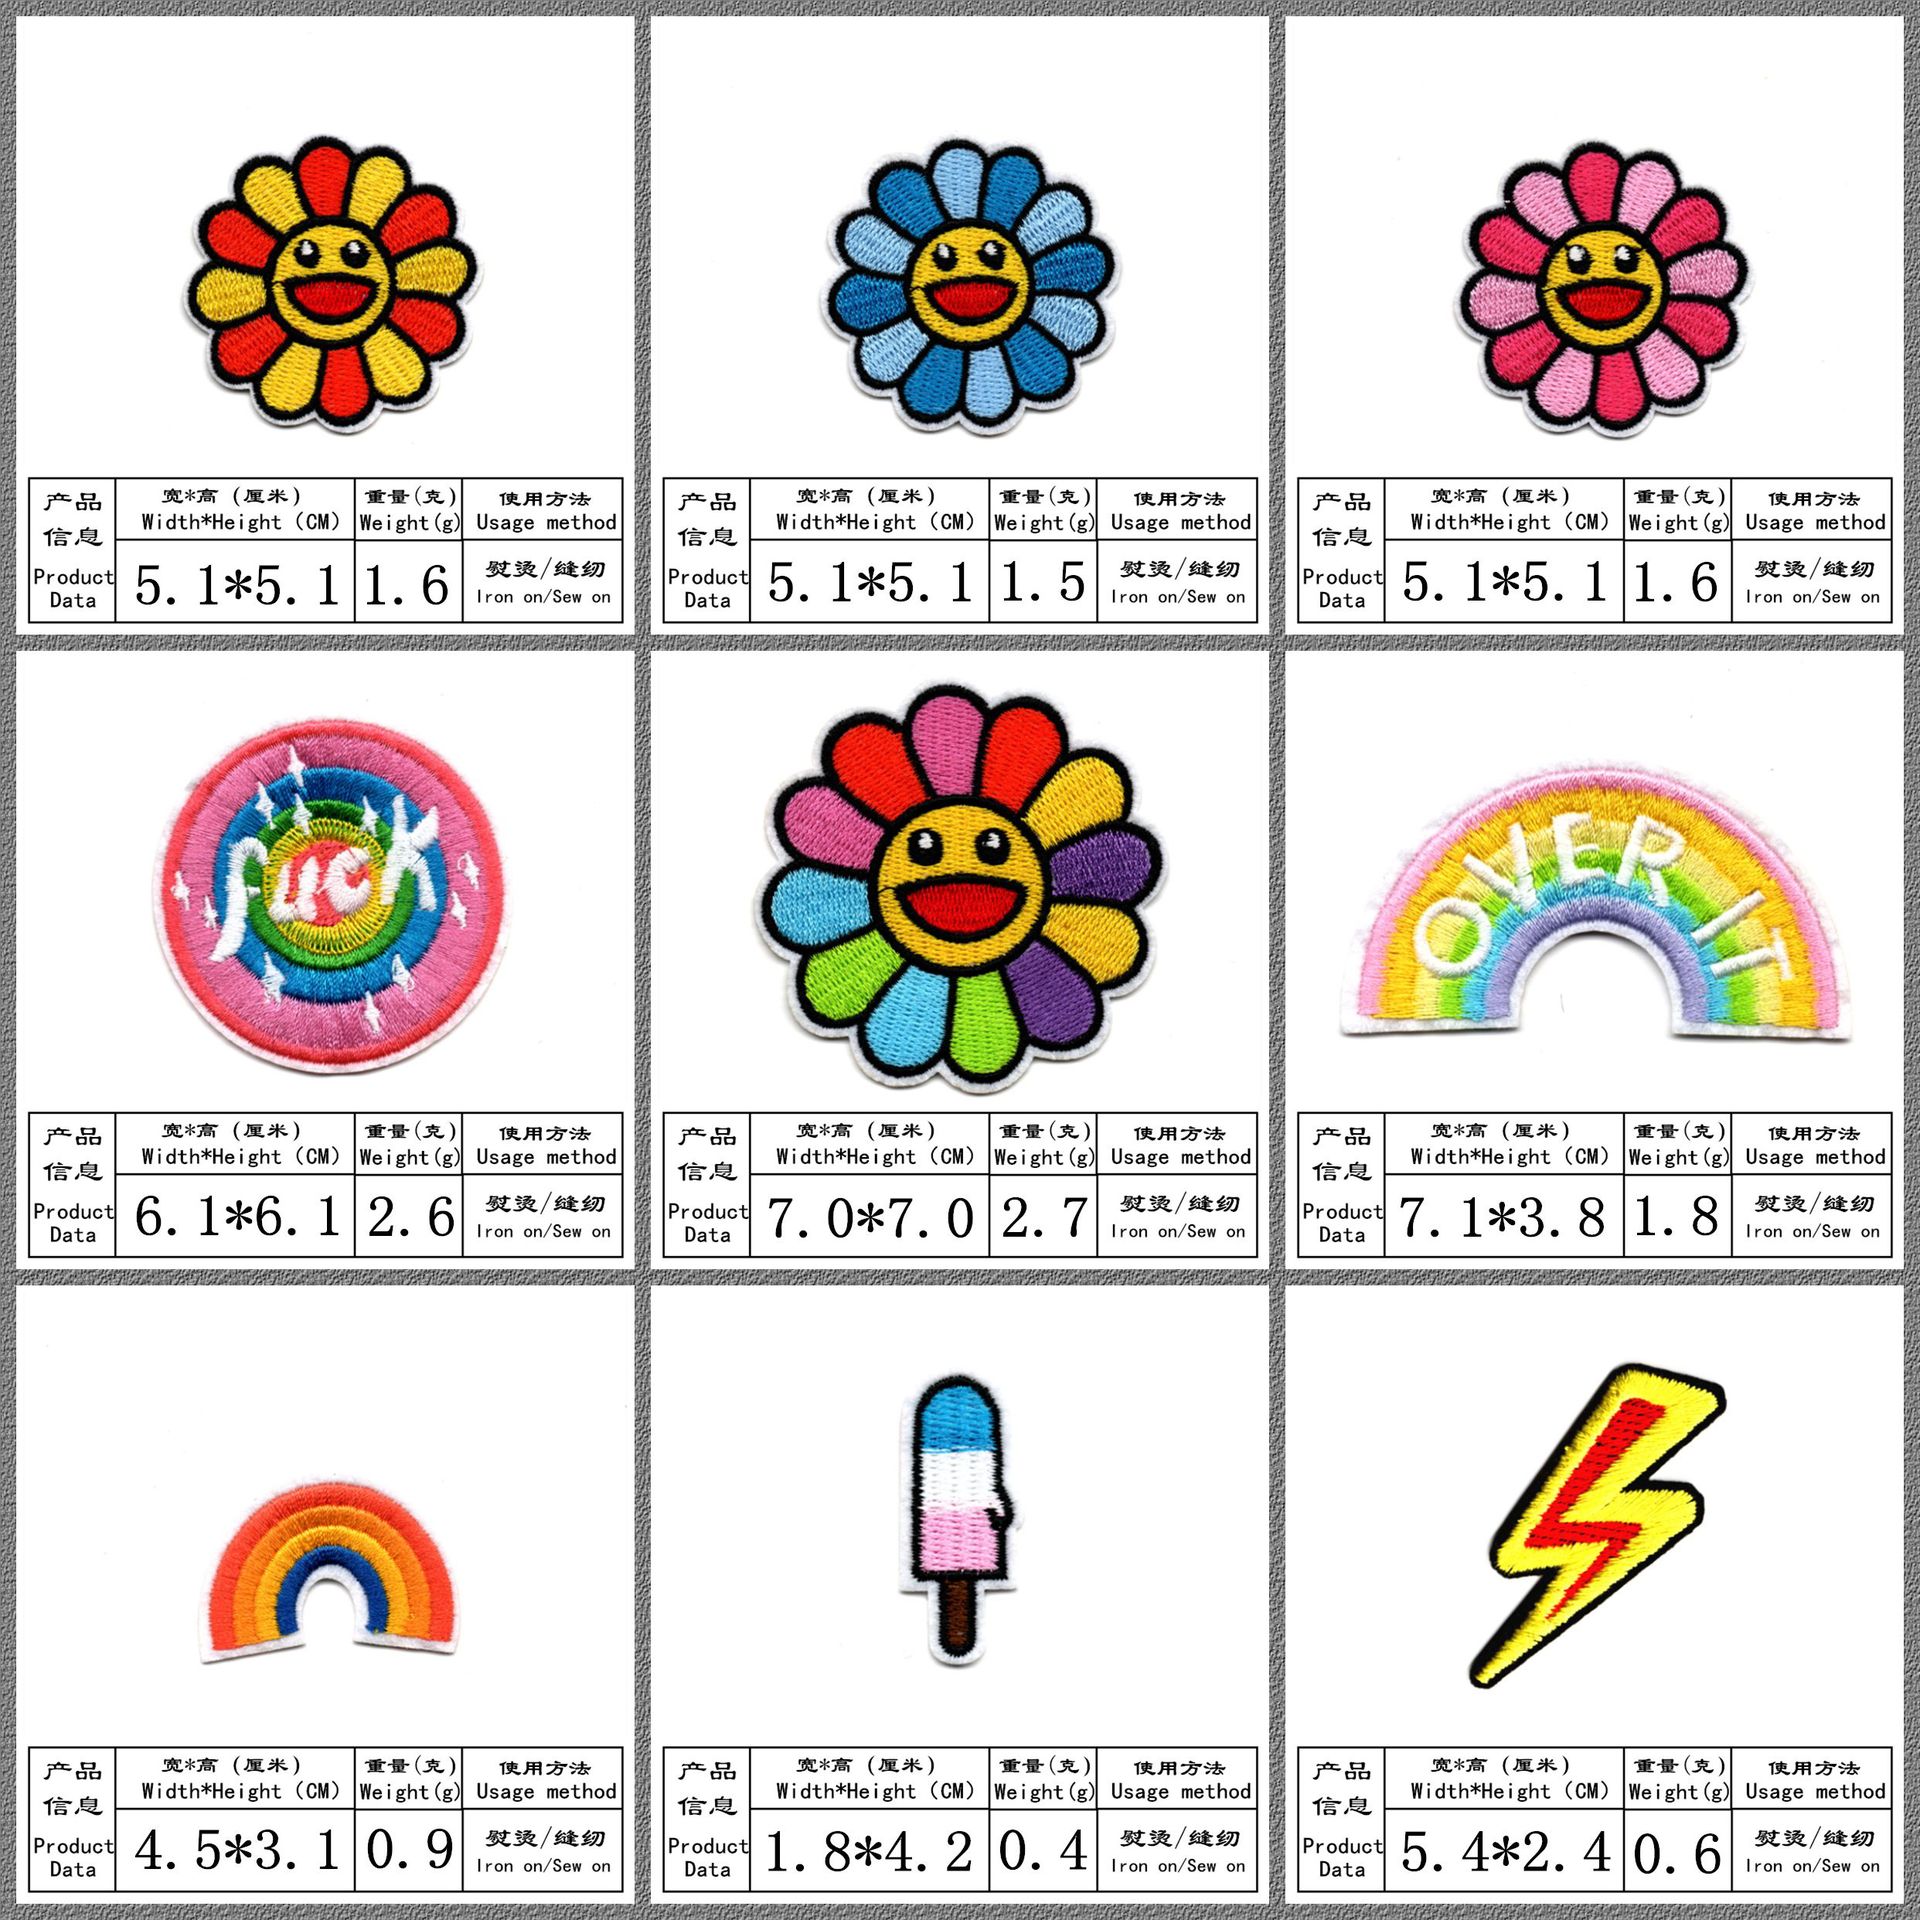 产品
信息
Product
Data
宽*高 (厘米)
Width*Height (CM)
重量(克)
Weight(g)
使用方法
Usage method
5.1*5.1
1.6
熨烫/缝纫
Iron on/Sew on
产品
信息
Product
Data
宽*高 (厘米)
Width*Height (CM)
重量(克)
Weight(g)
使用方法
Usage method
5.1*5.1
1.5
熨烫/缝纫
Iron on/Sew on
产品
信息
Product
Data
宽*高 (厘米)
Width*Height (CM)
重量(克)
Weight(g)
使用方法
Usage method
5.1*5.1
1.6
熨烫/缝纫
Iron on/Sew on
fucK
产品
信息
Product
Data
宽*高 (厘米)
Width*Height (CM)
重量(克)
Weight(g)
使用方法
Usage method
6.1*6.1
2.6
熨烫/缝纫
Iron on/Sew on
产品
信息
Product
Data
宽*高 (厘米)
Width*Height (CM)
重量(克)
Weight(g)
使用方法
Usage method
7.0*7.0
2.7
熨烫/缝纫
Iron on/Sew on
OVER IT
产品
信息
Product
Data
宽*高 (厘米)
Width*Height (CM)
重量(克)
Weight(g)
使用方法
Usage method
7.1*3.8
1.8
熨烫/缝纫
Iron on/Sew on
产品
信息
Product
Data
宽*高 (厘米)
Width*Height (CM)
重量(克)
Weight(g)
使用方法
Usage method
4.5*3.1
0.9
熨烫/缝纫
Iron on/Sew on
产品
信息
Product
Data
宽*高 (厘米)
Width*Height (CM)
重量(克)
Weight(g)
使用方法
Usage method
1.8*4.2
0.4
熨烫/缝纫
Iron on/Sew on
产品
信息
Product
Data
宽*高 (厘米)
Width*Height (CM)
重量(克)
Weight(g)
使用方法
Usage method
5.4*2.4
0.6
熨烫/缝纫
Iron on/Sew on